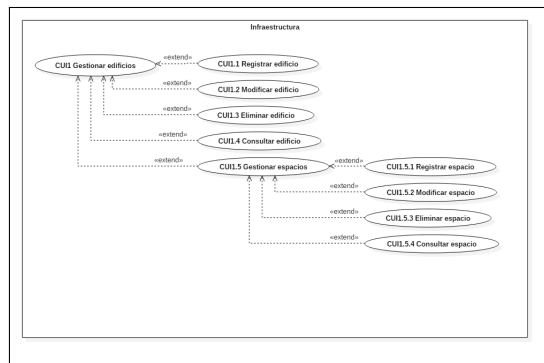 Infraestructura
«extend»
CUI1 Gestionar edificios
CUI1.1 Registrar edificio
«extend»
CUI1.2 Modificar edificio
«extend»
CUI1.3 Eliminar edificio
«extend»
CUI1.4 Consultar edificio
«extend»
CUI1.5 Gestionar espacios
«extend»
CUI1.5.1 Registrar espacio
«extend»
CUI1.5.2 Modificar espacio
«extend»
CUI1.5.3 Eliminar espacio
«extend»
CUI1.5.4 Consultar espacio